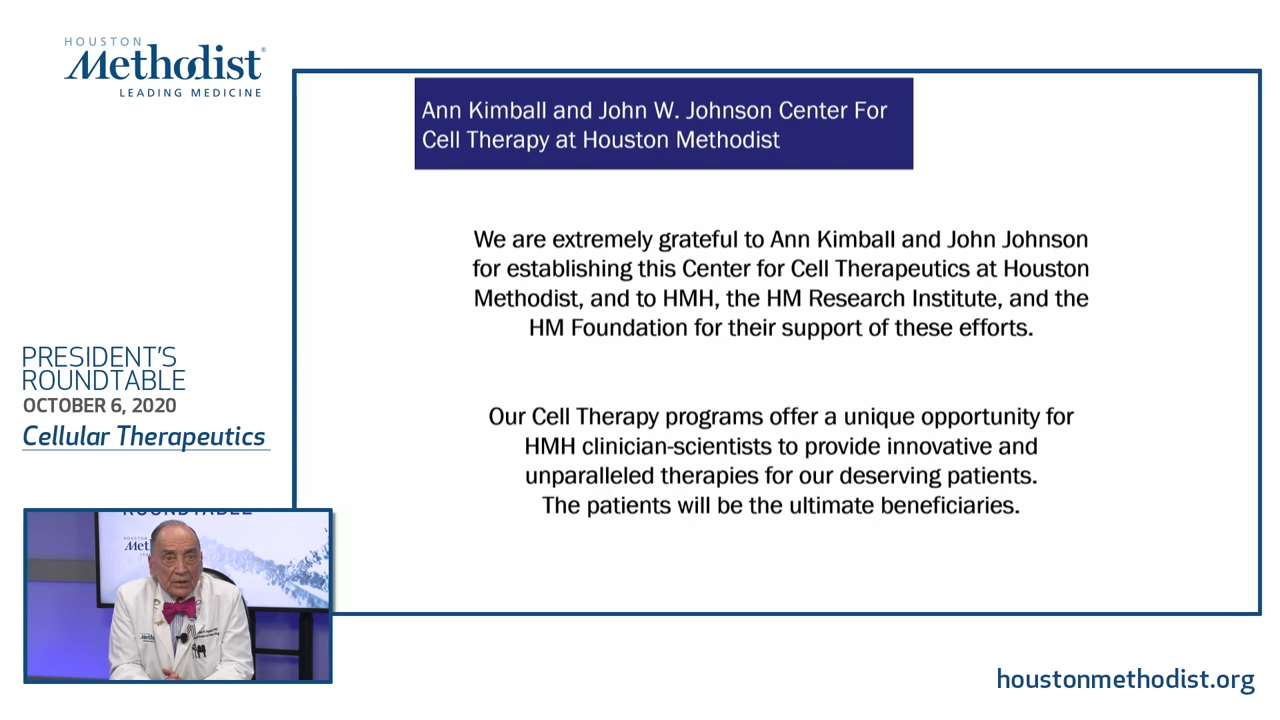 HOUSTON
Methodist®
LEADING MEDICINE
Ann Kimball and John W. Johnson Center For
Cell Therapy at Houston Methodist
We are extremely grateful to Ann Kimball and John Johnson
for establishing this Center for Cell Therapeutics at Houston
Methodist, and to HMH, the HM Research Institute, and the
HM Foundation for their support of these efforts.
Our Cell Therapy programs offer a unique opportunity for
HMH clinician-scientists to provide innovative and
unparalleled therapies for our deserving patients.
The patients will be the ultimate beneficiaries.
PRESIDENT'S
ROUNDTABLE
OCTOBER 6, 2020
Cellular Therapeutics
ROUNDTABLE
houstonmethodist.org